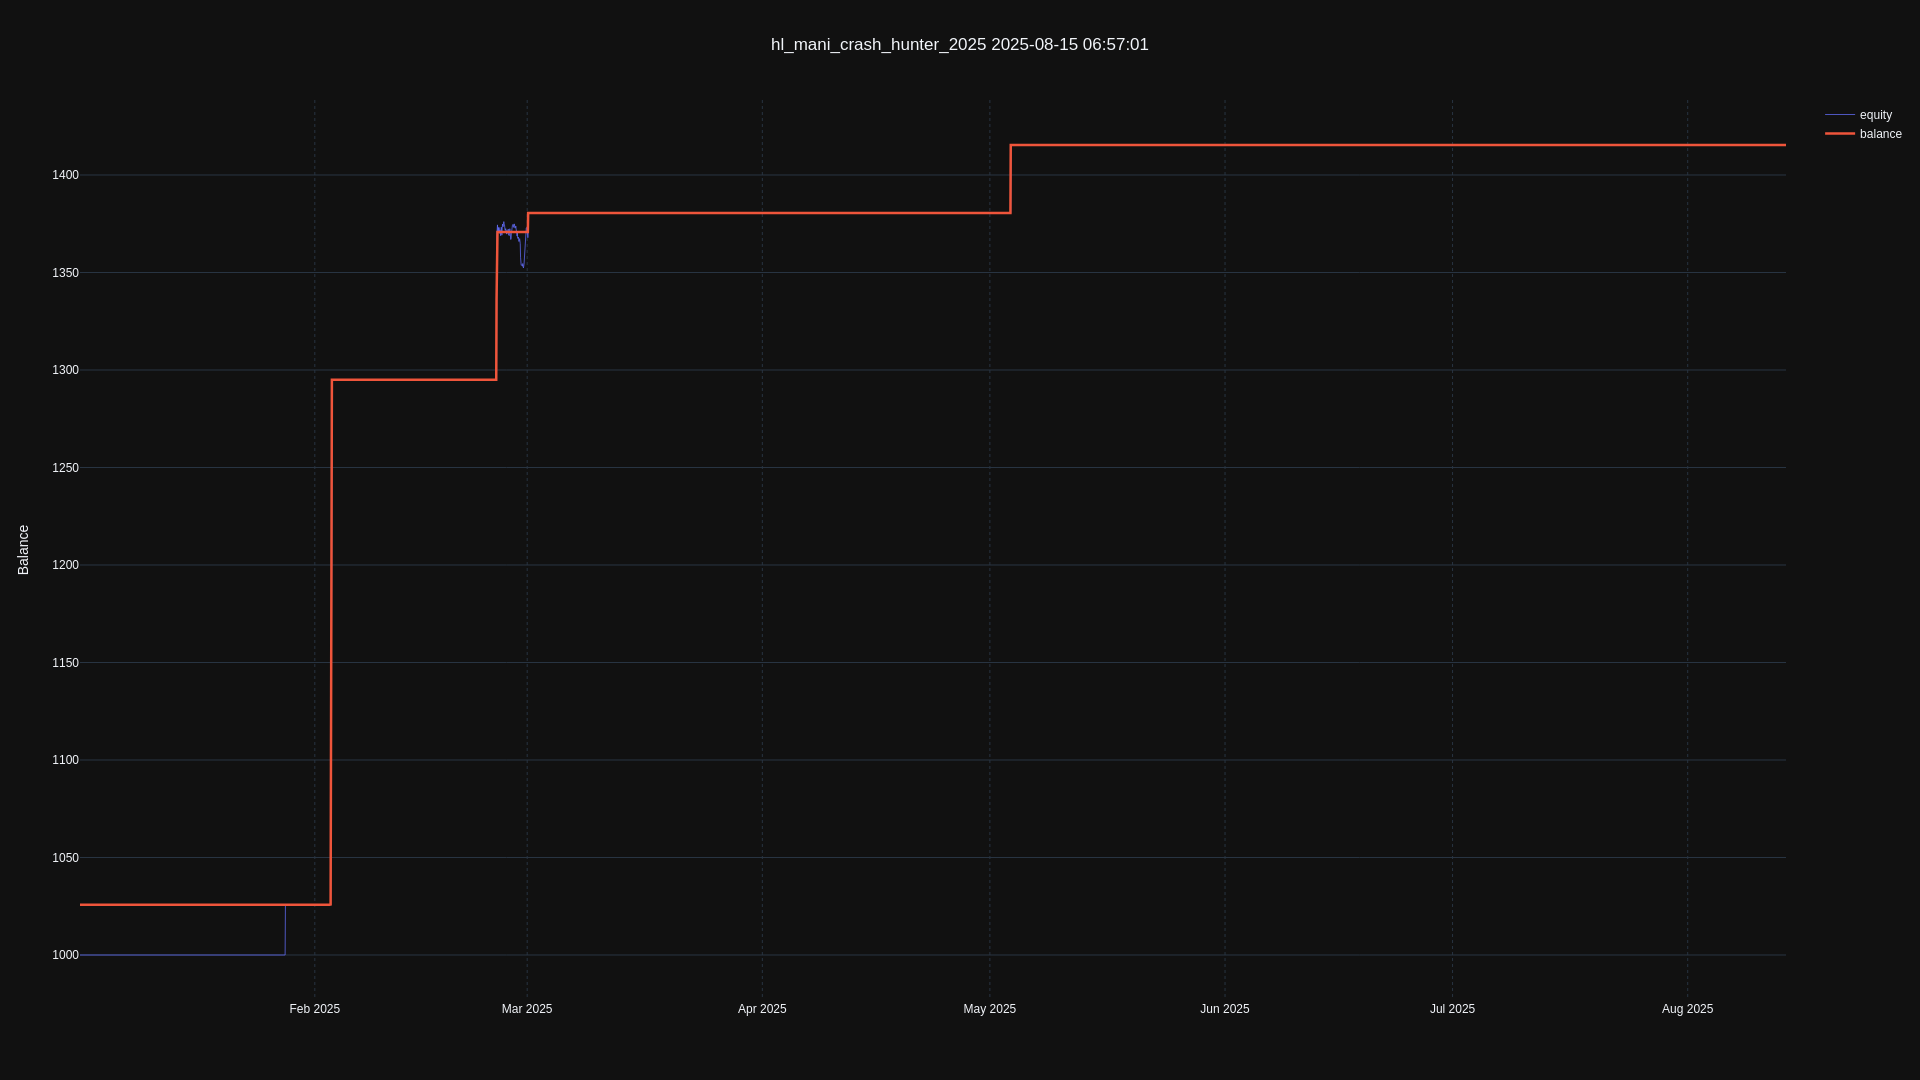 hl_mani_crash_hunter_2025 2025-08-15 06:57:01
equity
balance
1400
1350
1300
1250
1200
1150
1100
1050
1000
Balance
Feb 2025
Mar 2025
Apr 2025
May 2025
Jun 2025
Jul 2025
Aug 2025